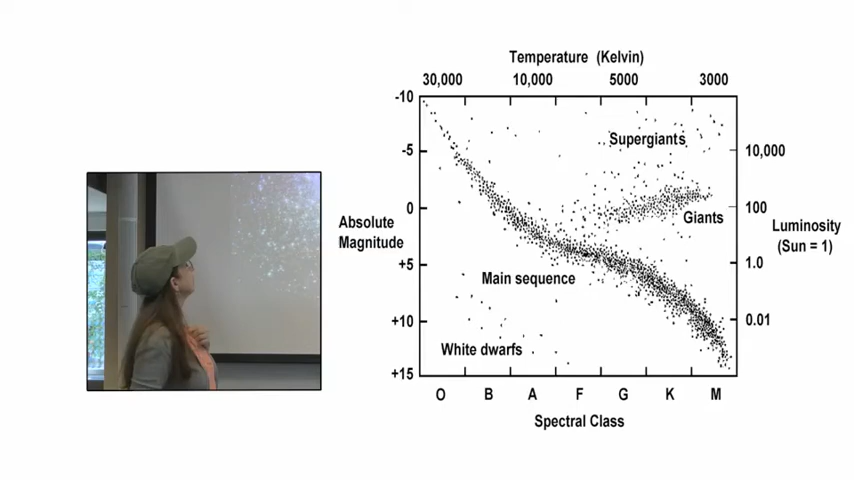 Temperature (Kelvin)
30,000 10,000 5000 3000
-10
Supergiants
-5 10,000
0 100
Giants
Absolute
Magnitude
Luminosity
(Sun = 1)
+5 1.0
Main sequence
+10 0.01
White dwarfs
+15
O B A F G K M
Spectral Class